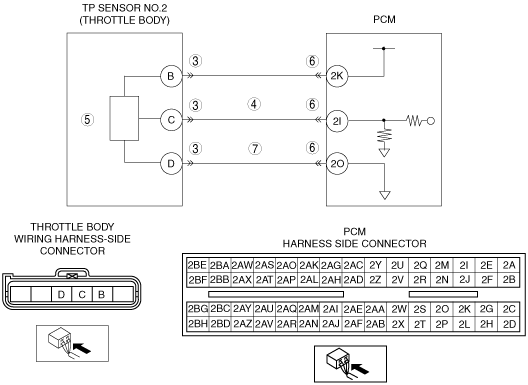 TP SENSOR NO.2
(THROTTLE BODY)
PCM
B
3
6
2K
5
C
3
4
6
2I
D
3
7
6
2O
THROTTLE BODY
WIRING HARNESS-SIDE
CONNECTOR
D C B
PCM
HARNESS SIDE CONNECTOR
2BE 2BA 2AW 2AS 2AO 2AK 2AG 2AC 2Y 2U 2Q 2M 2I 2E 2A
2BF 2BB 2AX 2AT 2AP 2AL 2AH 2AD 2Z 2V 2R 2N 2J 2F 2B
2BG 2BC 2AY 2AU 2AQ 2AM 2AI 2AE 2AA 2W 2S 2O 2K 2G 2C
2BH 2BD 2AZ 2AV 2AR 2AN 2AJ 2AF 2AB 2X 2T 2P 2L 2H 2D